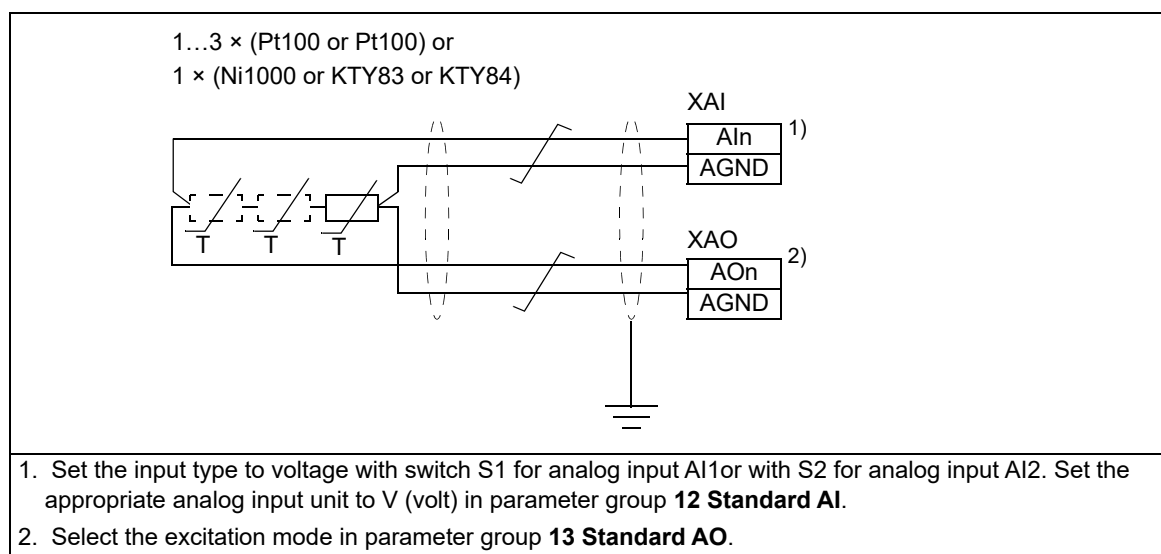 1…3 × (Pt100 or Pt100) or
1 × (Ni1000 or KTY83 or KTY84)
XAI
AIn 1)
AGND
T T T
XAO
AOn 2)
AGND
1. Set the input type to voltage with switch S1 for analog input AI1or with S2 for analog input AI2. Set the
appropriate analog input unit to V (volt) in parameter group 12 Standard AI.
2. Select the excitation mode in parameter group 13 Standard AO.